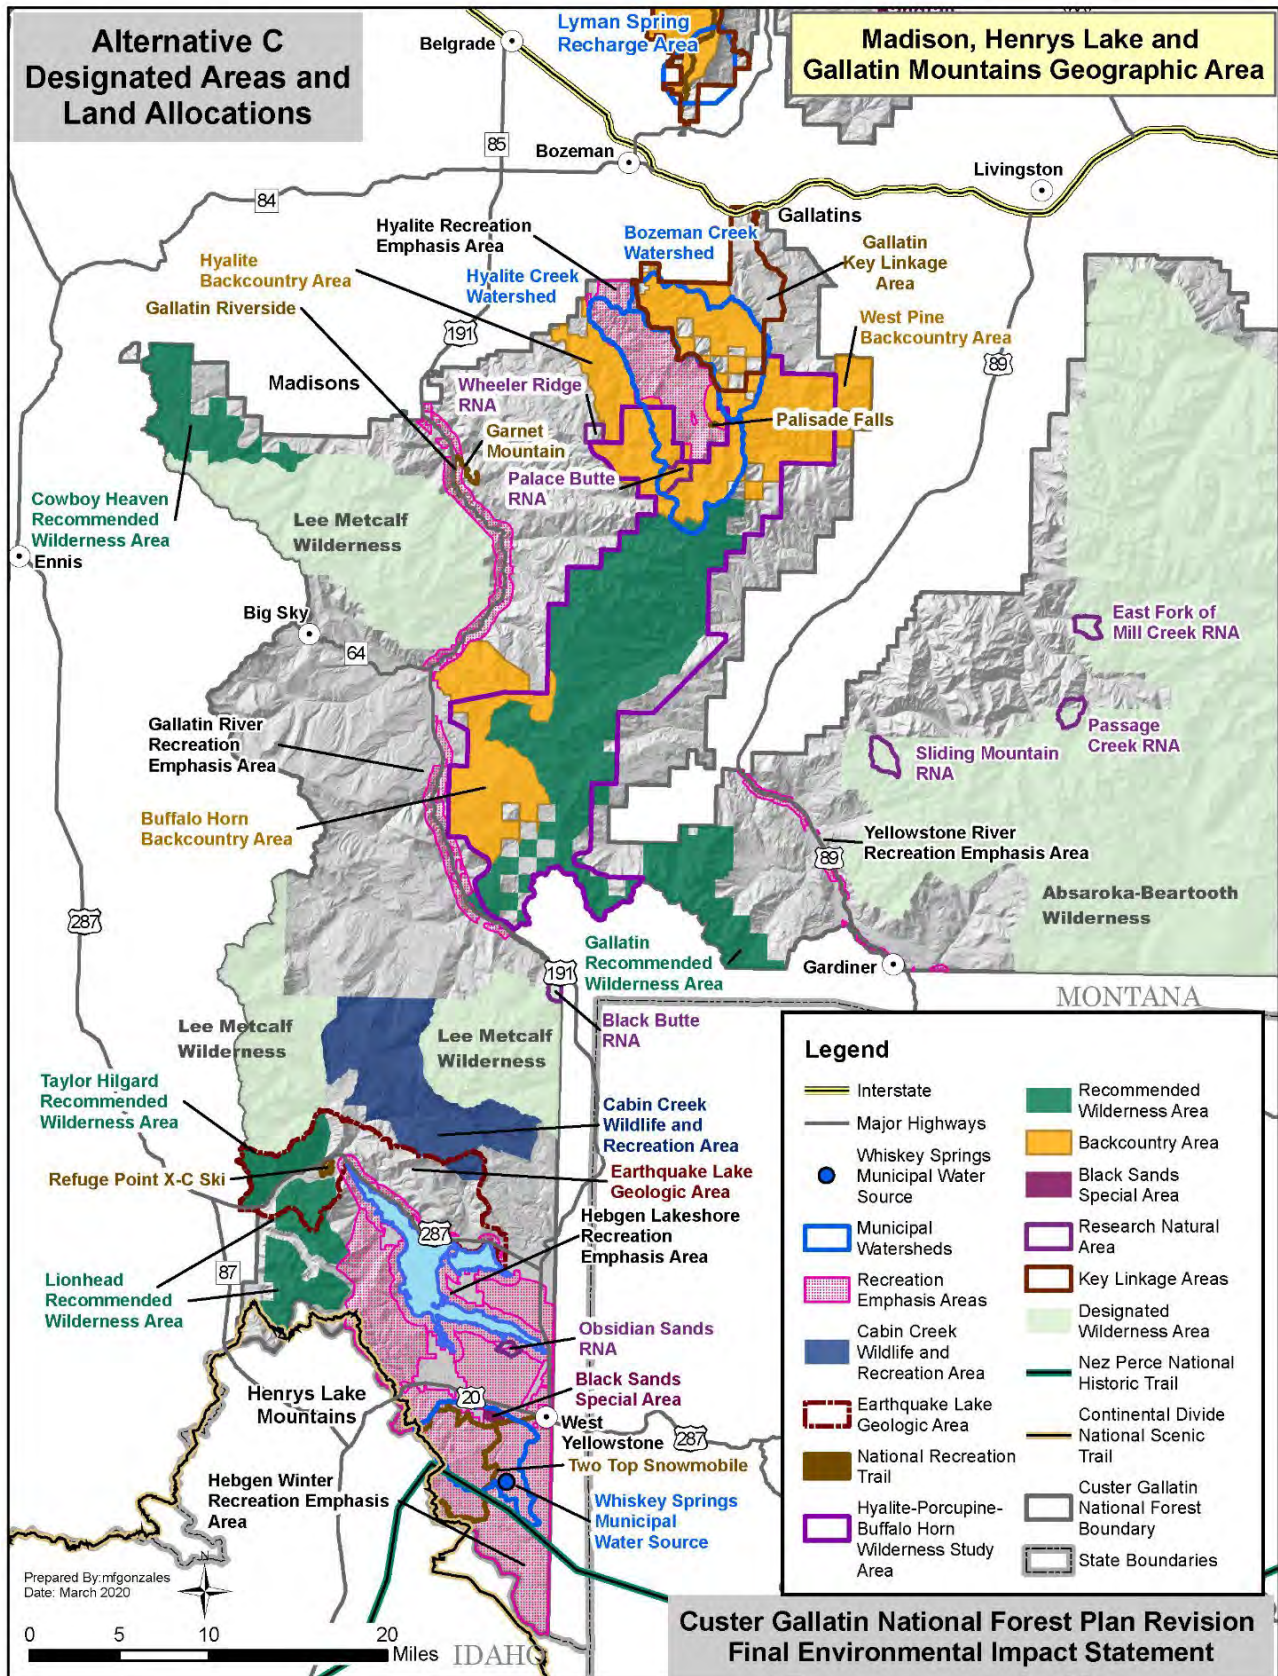 Alternative C
Designated Areas and
Land Allocations
Madison, Henrys Lake and
Gallatin Mountains Geographic Area
Lyman Spring
Recharge Area
Belgrade
85
Bozeman
Livingston
84
Gallatins
Hyalite Recreation
Emphasis Area
Bozeman Creek
Watershed
Gallatin
Key Linkage
Area
Hyalite
Backcountry Area
Hyalite Creek
Watershed
Gallatin Riverside
West Pine
Backcountry Area
191
89
Madisons
Wheeler Ridge
RNA
Palisade Falls
Garnet
Mountain
Palace Butte
RNA
Cowboy Heaven
Recommended
Wilderness Area
Lee Metcalf
Wilderness
Ennis
Big Sky
64
East Fork of
Mill Creek RNA
Gallatin River
Recreation
Emphasis Area
Passage
Creek RNA
Sliding Mountain
RNA
Buffalo Horn
Backcountry Area
Yellowstone River
Recreation Emphasis Area
89
Absaroka-Beartooth
Wilderness
287
Gallatin
Recommended
Wilderness Area
Gardiner
191
MONTANA
Black Butte
RNA
Lee Metcalf
Wilderness
Lee Metcalf
Wilderness
Taylor Hilgard
Recommended
Wilderness Area
Cabin Creek
Wildlife and
Recreation Area
Refuge Point X-C Ski
Earthquake Lake
Geologic Area
Hebgen Lakeshore
Recreation
Emphasis Area
287
87
Lionhead
Recommended
Wilderness Area
Obsidian Sands
RNA
Black Sands
Special Area
20
Henrys Lake
Mountains
West
Yellowstone
287
Two Top Snowmobile
Hebgen Winter
Recreation Emphasis
Area
Whiskey Springs
Municipal
Water Source
Legend
Interstate
Major Highways
Whiskey Springs
Municipal Water
Source
Municipal
Watersheds
Recreation
Emphasis Areas
Cabin Creek
Wildlife and
Recreation Area
Earthquake Lake
Geologic Area
National Recreation
Trail
Hyalite-Porcupine-
Buffalo Horn
Wilderness Study
Area
Recommended
Wilderness Area
Backcountry Area
Black Sands
Special Area
Research Natural
Area
Key Linkage Areas
Designated
Wilderness Area
Nez Perce National
Historic Trail
Continental Divide
National Scenic
Trail
Custer Gallatin
National Forest
Boundary
State Boundaries
Prepared By:mfgonzales
Date: March 2020
N
0 5 10 20
Miles
IDAHO
Custer Gallatin National Forest Plan Revision
Final Environmental Impact Statement